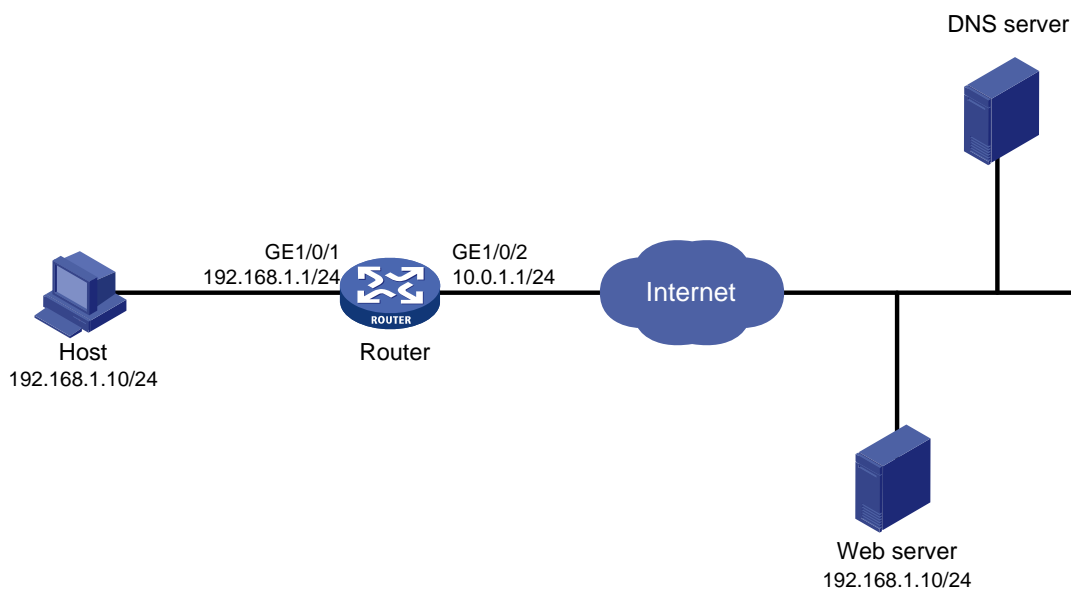 DNS server
GE1/0/1
192.168.1.1/24
GE1/0/2
10.0.1.1/24
Internet
ROUTER
Host
192.168.1.10/24
Router
Web server
192.168.1.10/24